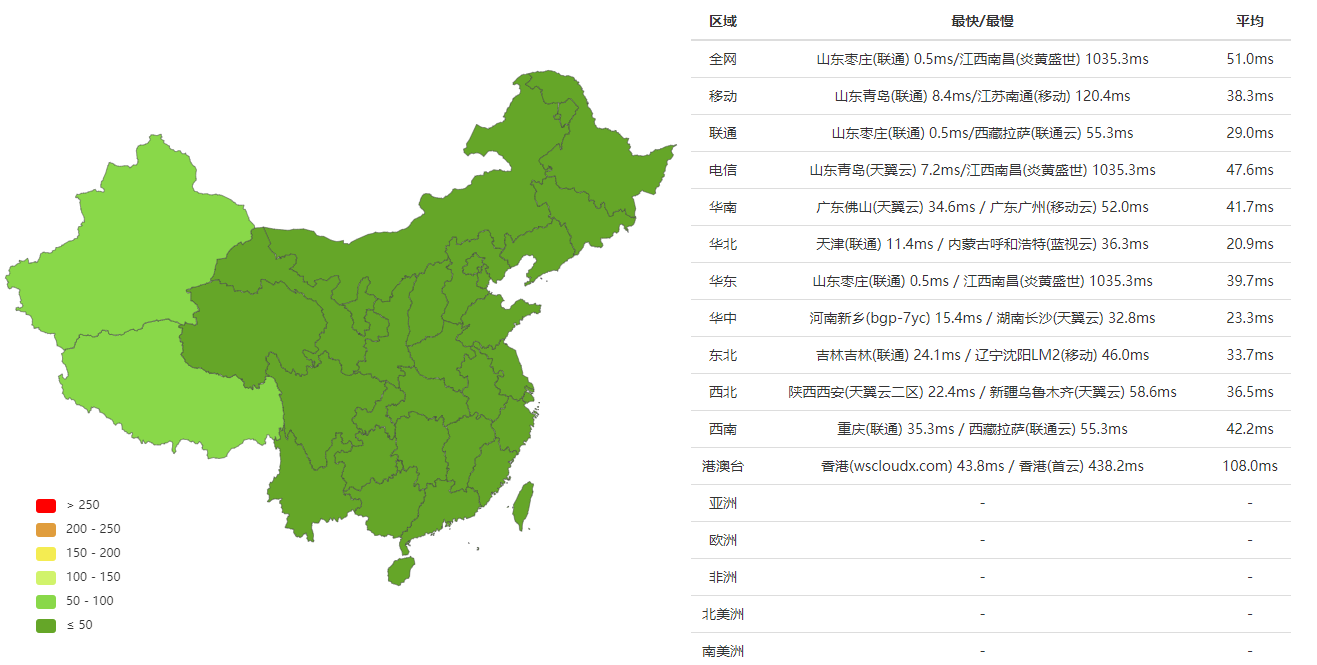 区域 最快/最慢 平均
全网 山东枣庄(联通) 0.5ms/江西南昌(炎黄盛世) 1035.3ms 51.0ms
移动 山东青岛(联通) 8.4ms/江苏南通(移动) 120.4ms 38.3ms
联通 山东枣庄(联通) 0.5ms/西藏拉萨(联通云) 55.3ms 29.0ms
电信 山东青岛(天翼云) 7.2ms/江西南昌(炎黄盛世) 1035.3ms 47.6ms
华南 广东佛山(天翼云) 34.6ms / 广东广州(移动云) 52.0ms 41.7ms
华北 天津(联通) 11.4ms / 内蒙古呼和浩特(蓝视云) 36.3ms 20.9ms
华东 山东枣庄(联通) 0.5ms / 江西南昌(炎黄盛世) 1035.3ms 39.7ms
华中 河南新乡(bgp-7yc) 15.4ms / 湖南长沙(天翼云) 32.8ms 23.3ms
东北 吉林吉林(联通) 24.1ms / 辽宁沈阳LM2(移动) 46.0ms 33.7ms
西北 陕西西安(天翼云二区) 22.4ms / 新疆乌鲁木齐(天翼云) 58.6ms 36.5ms
西南 重庆(联通) 35.3ms / 西藏拉萨(联通云) 55.3ms 42.2ms
港澳台 香港(wscloudx.com) 43.8ms / 香港(首云) 438.2ms 108.0ms
亚洲 - -
欧洲 - -
非洲 - -
北美洲 - -
南美洲 - -
> 250
200 - 250
150 - 200
100 - 150
50 - 100
≤ 50